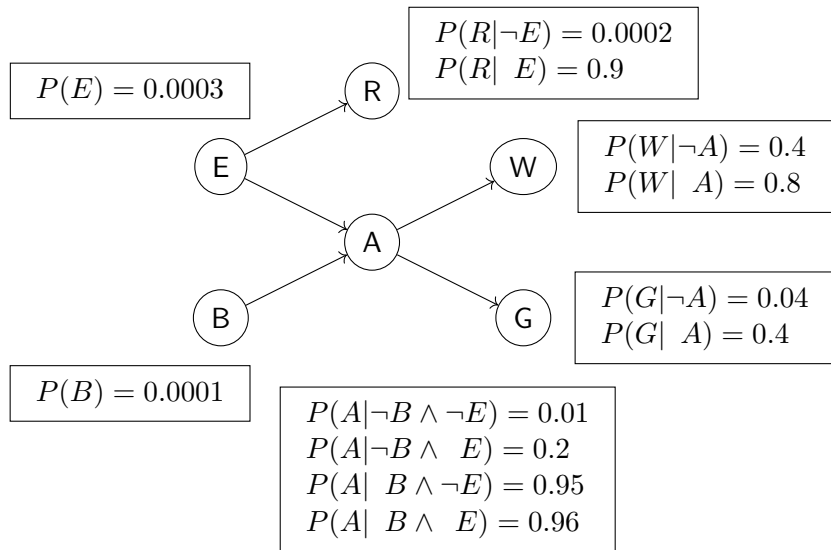 P(R|¬E) = 0.0002
P(R| E) = 0.9
P(E) = 0.0003
R
E
W
P(W|¬A) = 0.4
P(W| A) = 0.8
A
B
G
P(G|¬A) = 0.04
P(G| A) = 0.4
P(B) = 0.0001
P(A|¬B ∧ ¬E) = 0.01
P(A|¬B ∧ E) = 0.2
P(A| B ∧ ¬E) = 0.95
P(A| B ∧ E) = 0.96